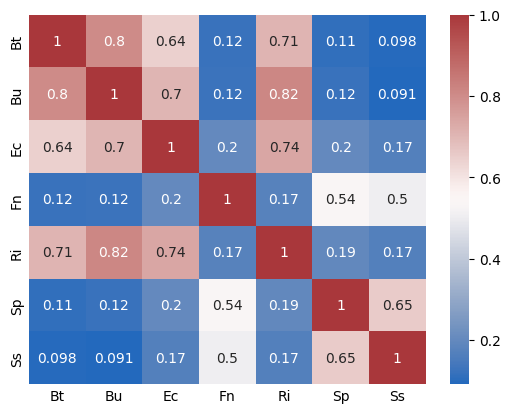 Bt 1 0.8 0.64 0.12 0.71 0.11 0.098
Bu 0.8 1 0.7 0.12 0.82 0.12 0.091
Ec 0.64 0.7 1 0.2 0.74 0.2 0.17
Fn 0.12 0.12 0.2 1 0.17 0.54 0.5
Ri 0.71 0.82 0.74 0.17 1 0.19 0.17
Sp 0.11 0.12 0.2 0.54 0.19 1 0.65
Ss 0.098 0.091 0.17 0.5 0.17 0.65 1
Bt Bu Ec Fn Ri Sp Ss
1.0
0.8
0.6
0.4
0.2